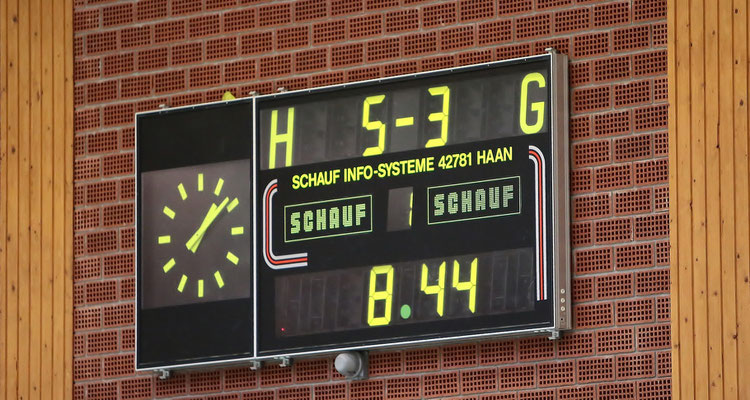 H 5-3 G
SCHAUF INFO-SYSTEME 42781 HAAN
SCHAUF 1 SCHAUF
8.44